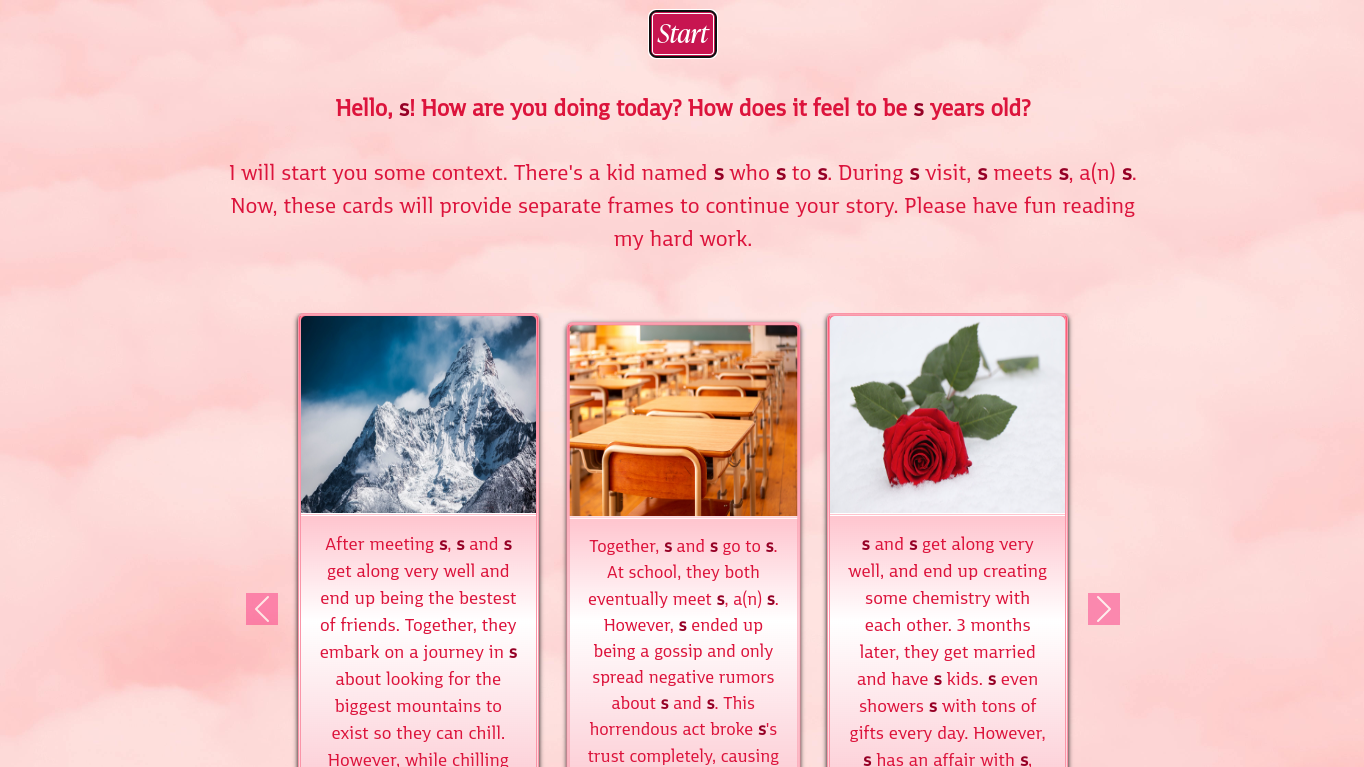 Start
Hello, s! How are you doing today? How does it feel to be s years old?
I will start you some context. There's a kid named s who s to s. During s visit, s meets s, a(n) s.
Now, these cards will provide separate frames to continue your story. Please have fun reading
my hard work.
After meeting s, s and s
get along very well and
end up being the bestest
of friends. Together, they
embark on a journey in s
about looking for the
biggest mountains to
exist so they can chill.
However, while chilling
Together, s and s go to s.
At school, they both
eventually meet s, a(n) s.
However, s ended up
being a gossip and only
spread negative rumors
about s and s. This
horrendous act broke s's
trust completely, causing
s and s get along very
well, and end up creating
some chemistry with
each other. 3 months
later, they get married
and have s kids. s even
showers s with tons of
gifts every day. However,
s has an affair with s,